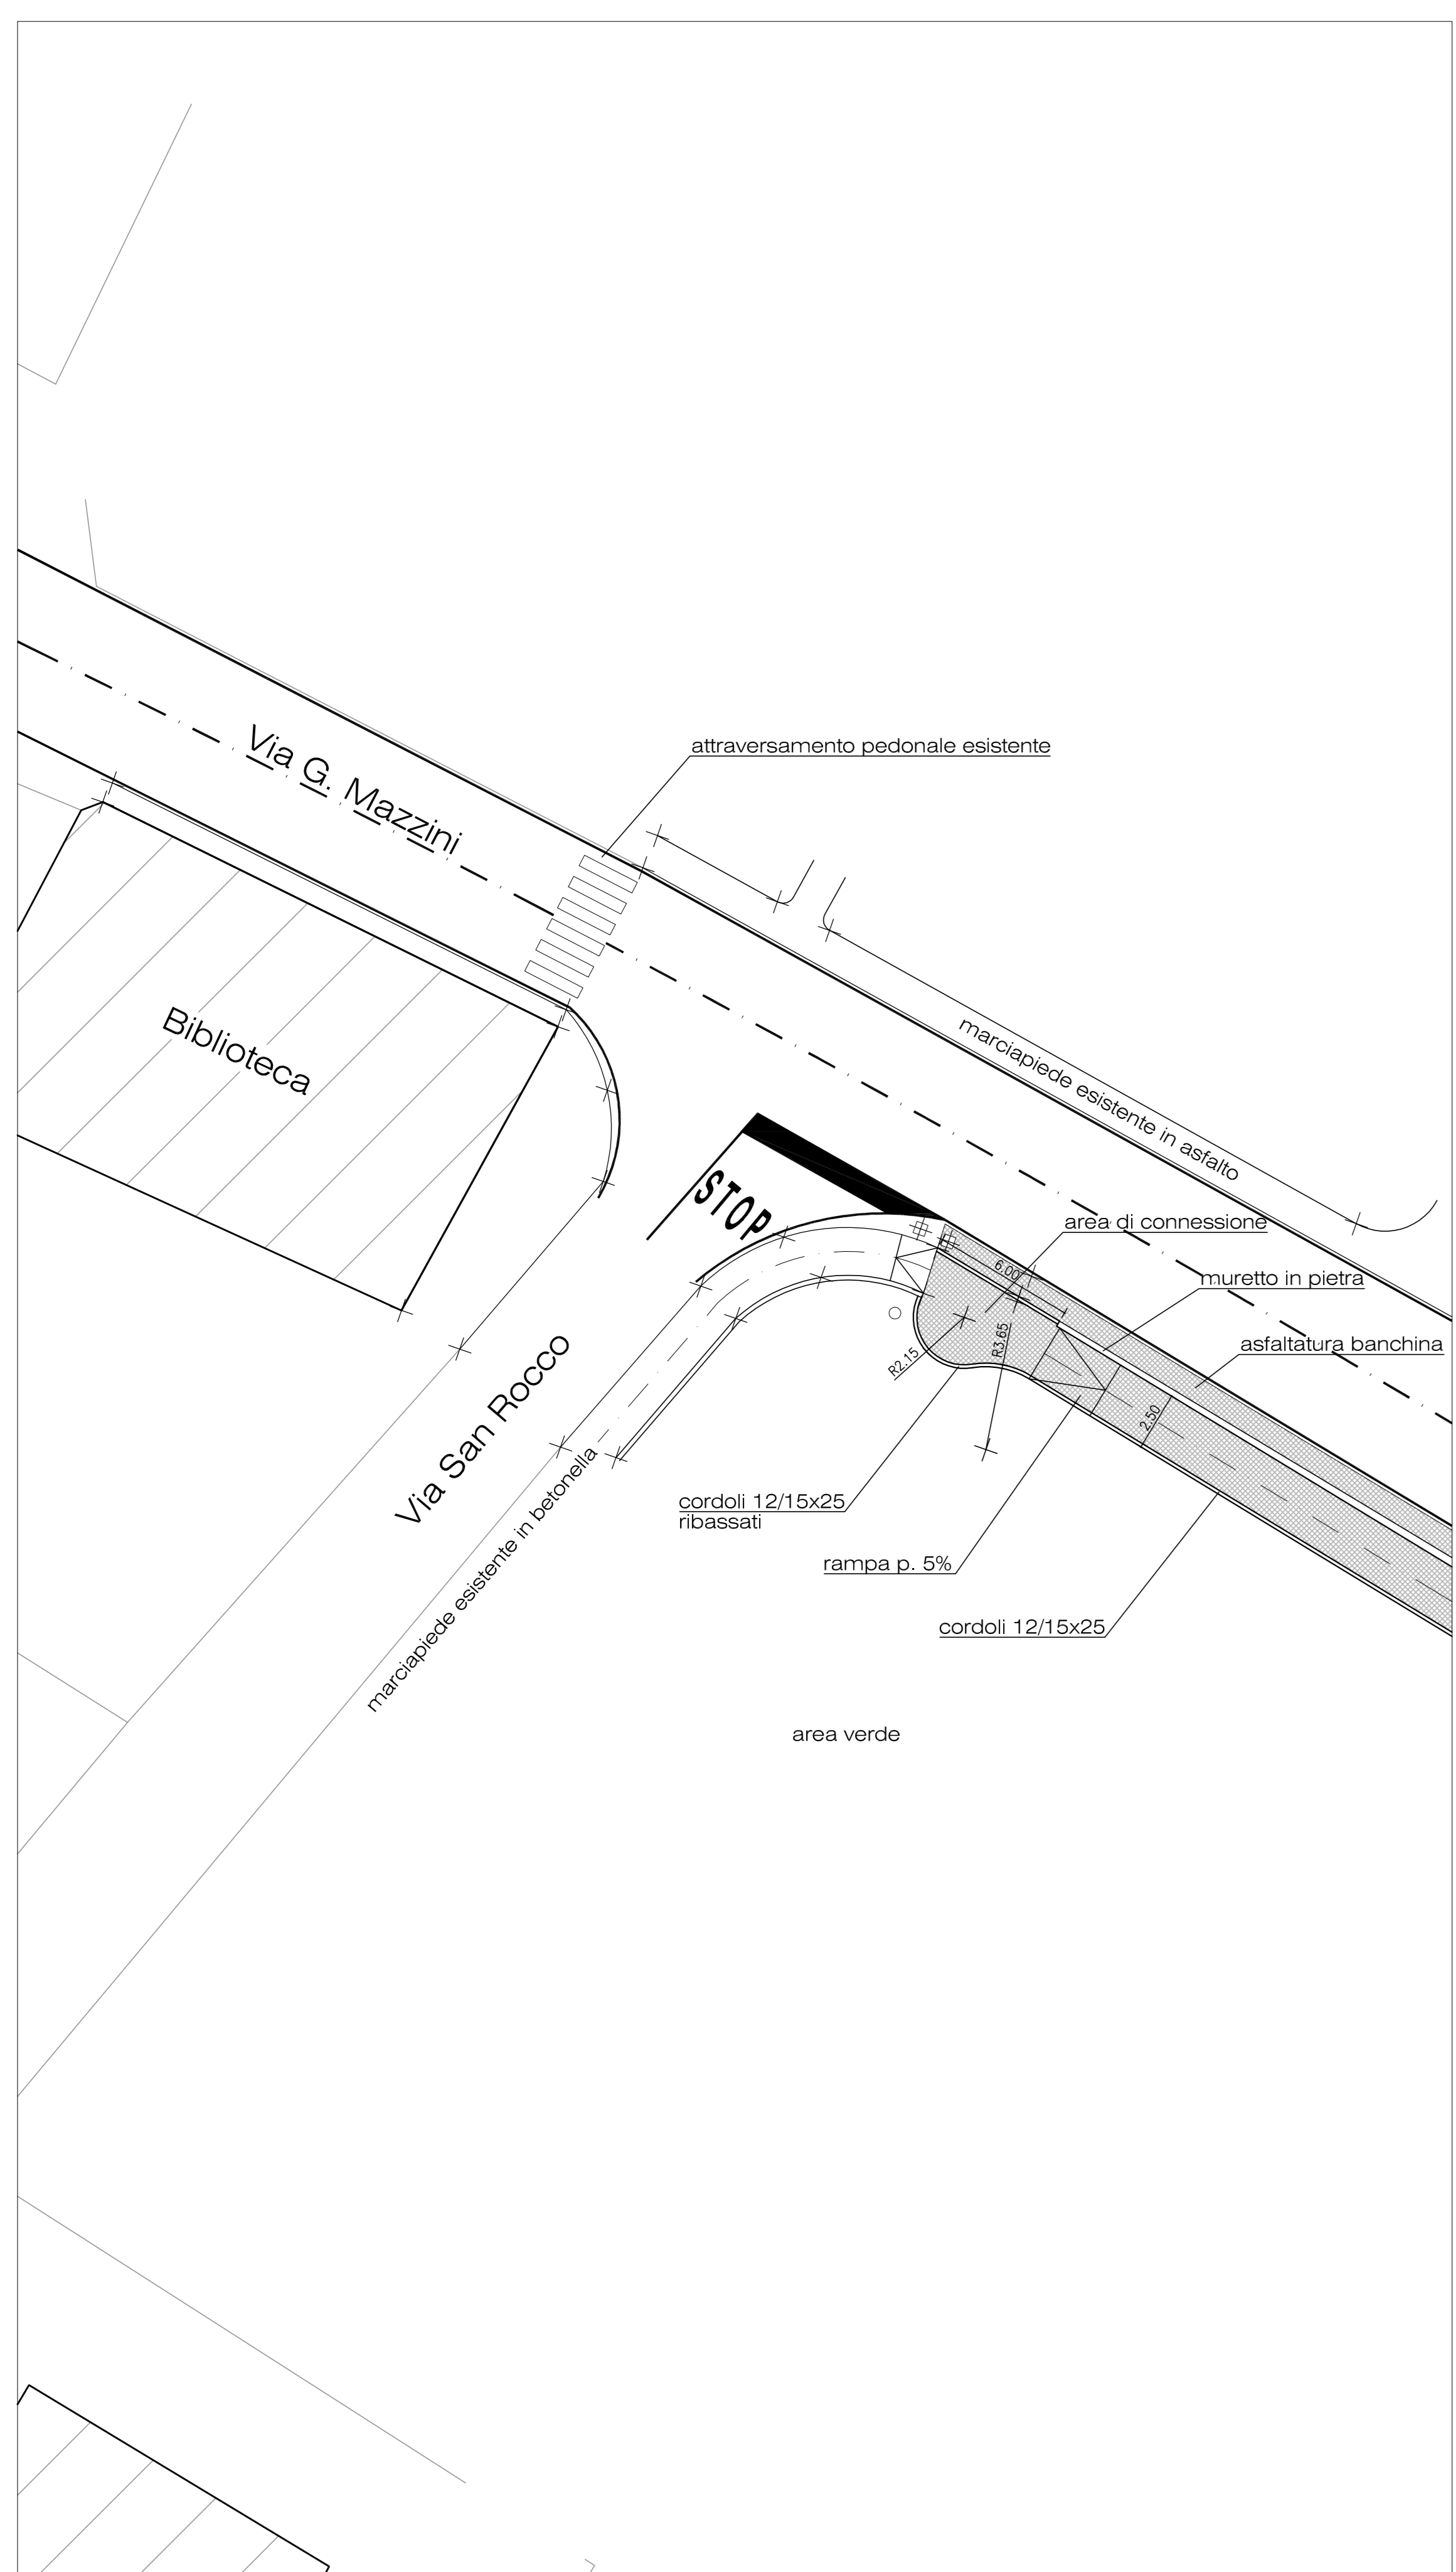 attraversamento pedonale esistente
Via G. Mazzini
Biblioteca
marciapiede esistente in asfalto
STOP
area di connessione
6.00
muretto in pietra
R3.65
asfaltatura banchina
R2.15
2.50
Via San Rocco
marciapiede esistente in betonella
cordoli 12/15x25
ribassati
rampa p. 5%
cordoli 12/15x25
area verde